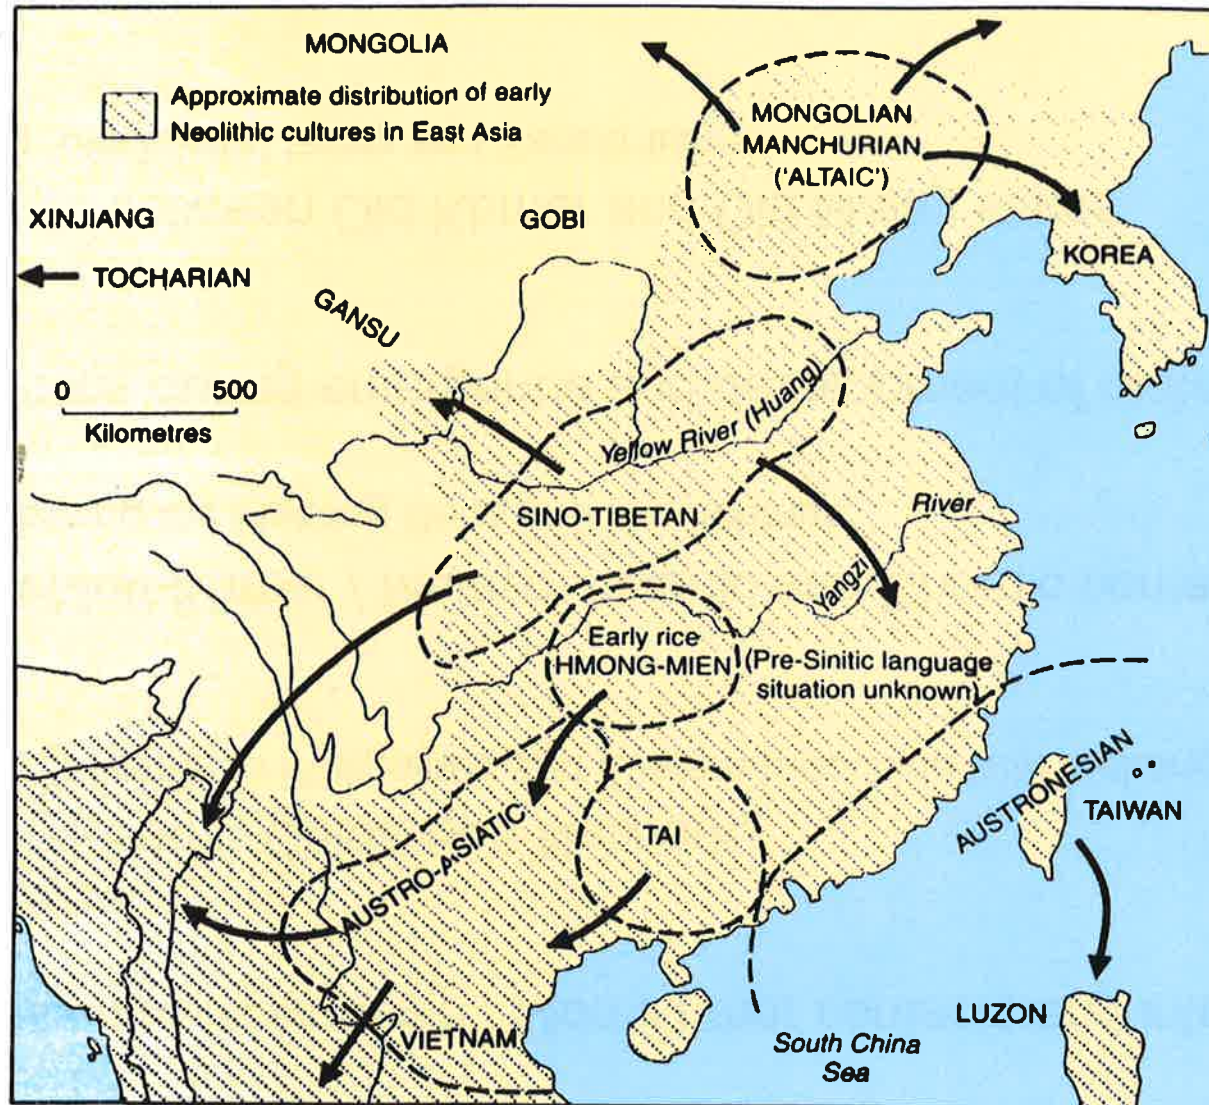 MONGOLIA
Approximate distribution of early
Neolithic cultures in East Asia
MONGOLIAN
MANCHURIAN
('ALTAIC')
XINJIANG
GOBI
TOCHARIAN
KOREA
GANSU
0 500
Kilometres
Yellow River (Huang)
SINO-TIBETAN
River
Yangzi
Early rice
HMONG-MIEN
(Pre-Sinitic language
situation unknown)
AUSTRONESIAN
TAIWAN
TAI
AUSTRO-ASIATIC
VIETNAM
LUZON
South China
Sea